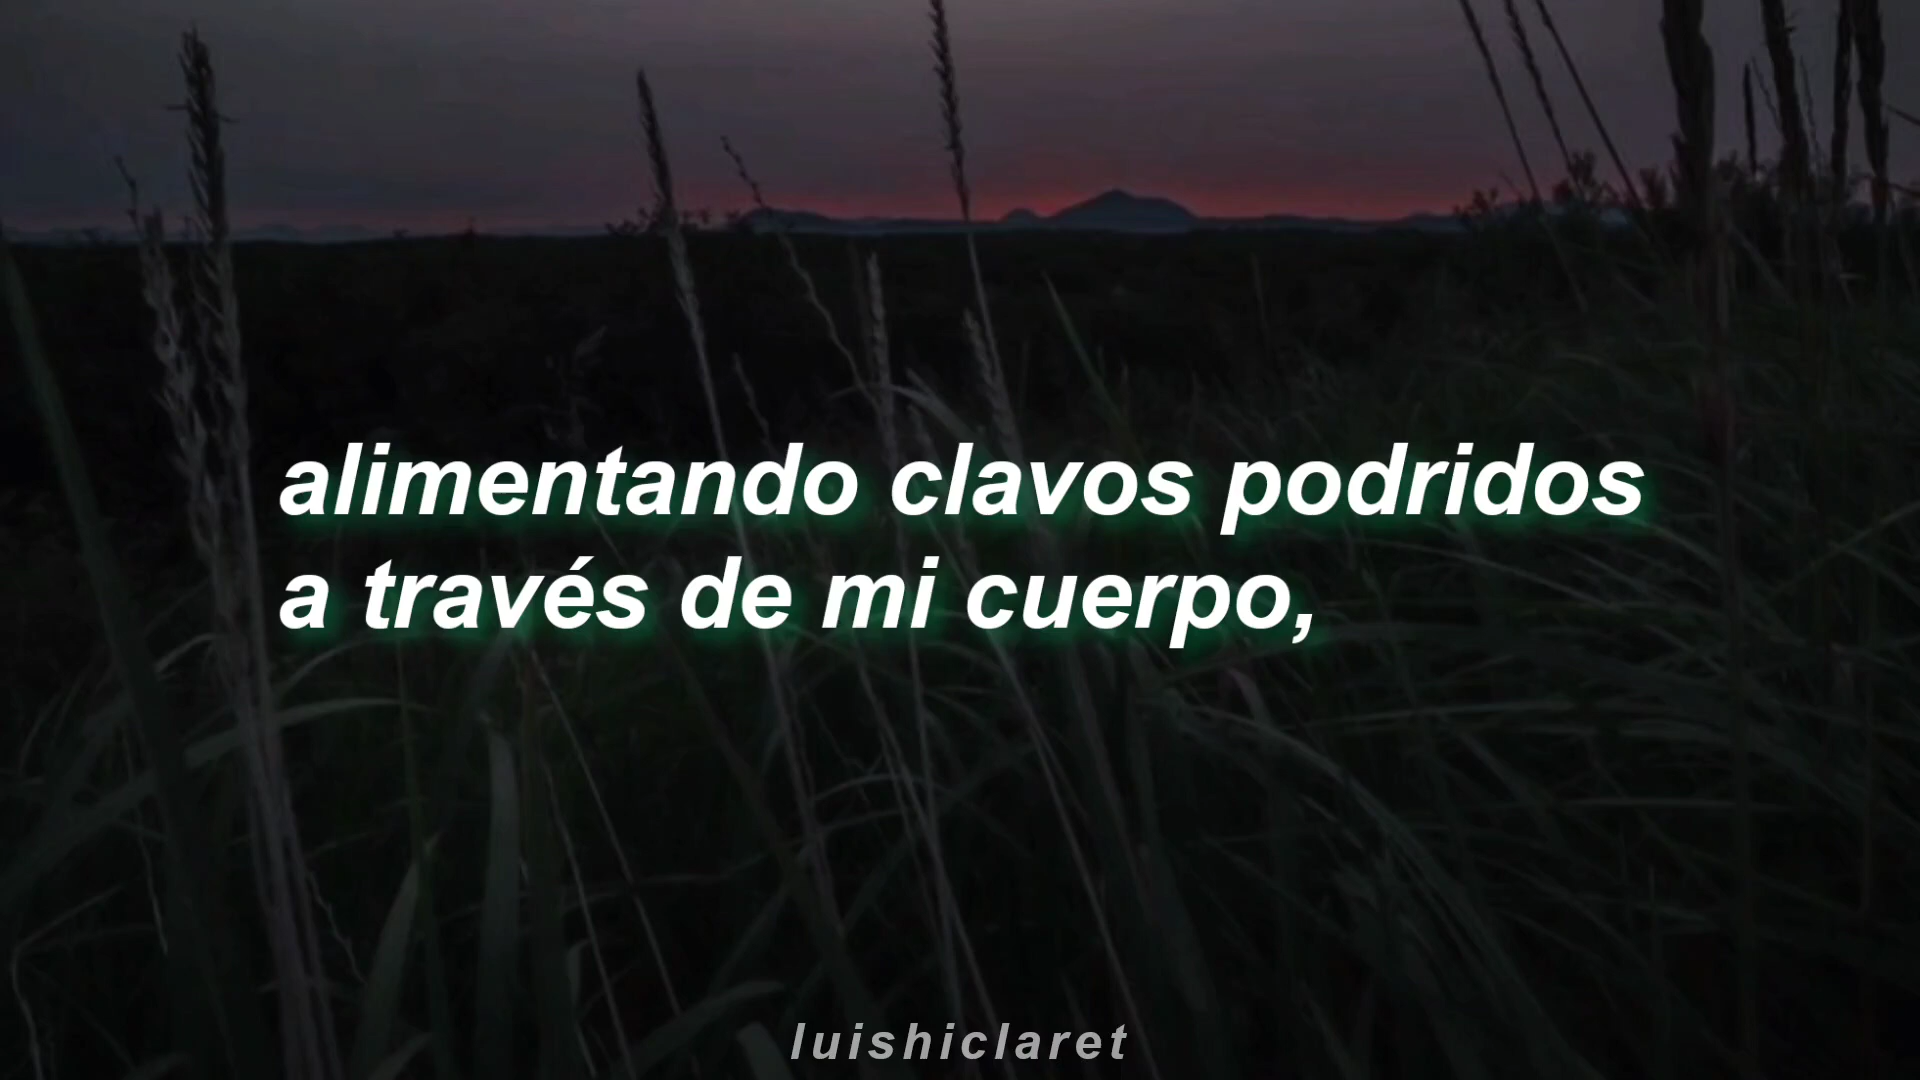 alimentando clavos podridos
a través de mi cuerpo,
luishiclaret